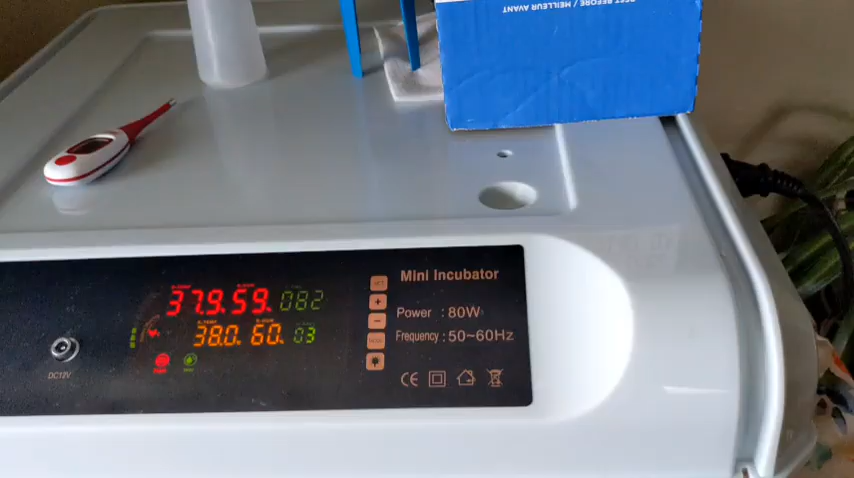 BEST BEFORE / MEILLEUR AVANT
Mini Incubator
37.9. 59. 082
SET
+
Power : 80W
38.0. 60. 03
−
Frequency : 50~60Hz
DC12V
CE